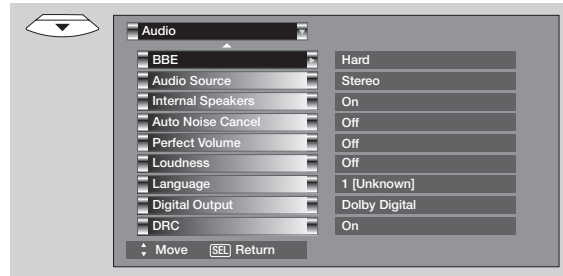 Audio
BBE Hard
Audio Source Stereo
Internal Speakers On
Auto Noise Cancel Off
Perfect Volume Off
Loudness Off
Language 1 [Unknown]
Digital Output Dolby Digital
DRC On
Move SEL Return